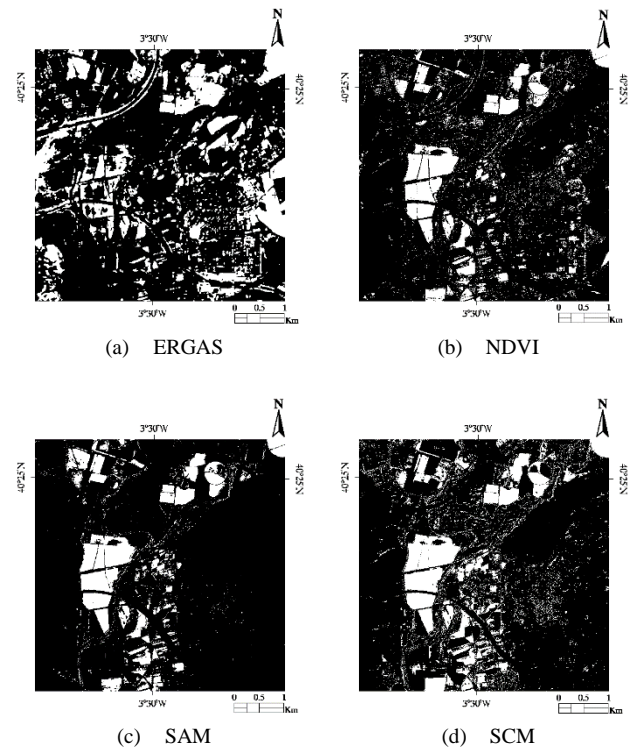 N
N
3°30'W
3°30'W
40°25'N
40°25'N
40°25'N
40°25'N
3°30'W
3°30'W
0 0.5 1
Km
0 0.5 1
Km
(a) ERGAS
(b) NDVI
N
N
3°30'W
3°30'W
40°25'N
40°25'N
40°25'N
40°25'N
3°30'W
3°30'W
0 0.5 1
Km
0 0.5 1
Km
(c) SAM
(d) SCM